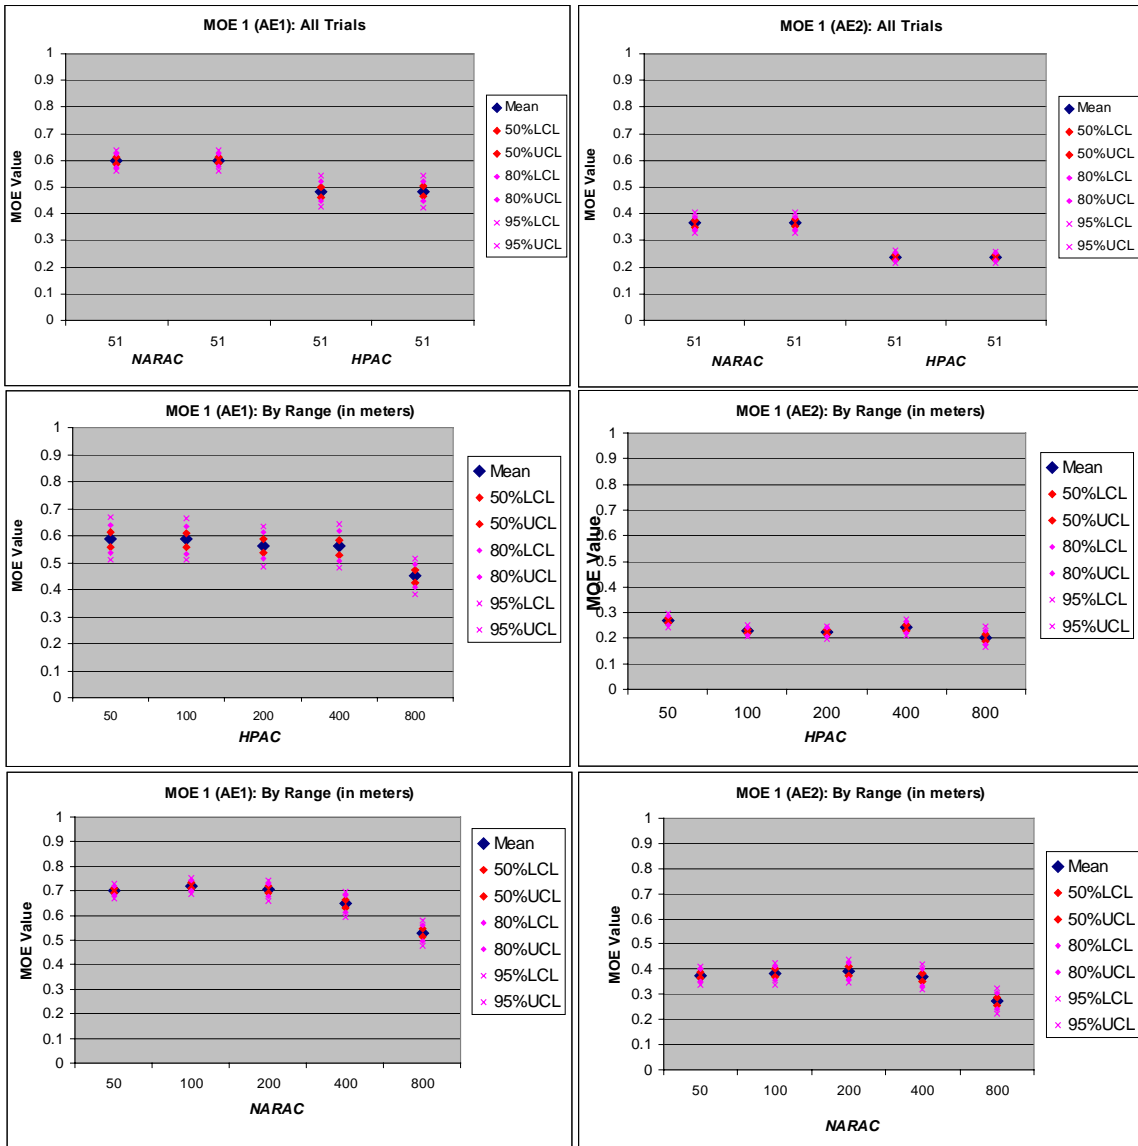 MOE 1 (AE1): All Trials
1
0.9
0.8
0.7
0.6
0.5
0.4
0.3
0.2
0.1
0
MOE Value
51 51 51 51
NARAC HPAC
Mean
50%LCL
50%UCL
80%LCL
80%UCL
95%LCL
95%UCL
MOE 1 (AE2): All Trials
1
0.9
0.8
0.7
0.6
0.5
0.4
0.3
0.2
0.1
0
MOE Value
51 51 51 51
NARAC HPAC
Mean
50%LCL
50%UCL
80%LCL
80%UCL
95%LCL
95%UCL
MOE 1 (AE1): By Range (in meters)
1
0.9
0.8
0.7
0.6
0.5
0.4
0.3
0.2
0.1
0
MOE Value
50 100 200 400 800
HPAC
Mean
50%LCL
50%UCL
80%LCL
80%UCL
95%LCL
95%UCL
MOE 1 (AE2): By Range (in meters)
1
0.9
0.8
0.7
0.6
0.5
0.4
0.3
0.2
0.1
0
MOE Value
50 100 200 400 800
HPAC
Mean
50%LCL
50%UCL
80%LCL
80%UCL
95%LCL
95%UCL
MOE 1 (AE1): By Range (in meters)
1
0.9
0.8
0.7
0.6
0.5
0.4
0.3
0.2
0.1
0
MOE Value
50 100 200 400 800
NARAC
Mean
50%LCL
50%UCL
80%LCL
80%UCL
95%LCL
95%UCL
MOE 1 (AE2): By Range (in meters)
1
0.9
0.8
0.7
0.6
0.5
0.4
0.3
0.2
0.1
0
MOE Value
50 100 200 400 800
NARAC
Mean
50%LCL
50%UCL
80%LCL
80%UCL
95%LCL
95%UCL